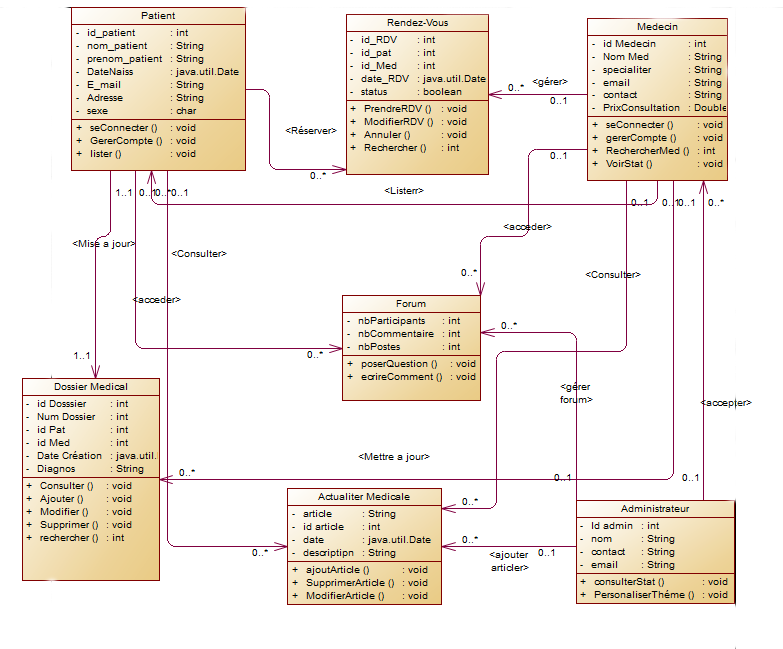 Patient
- id_patient : int
- nom_patient : String
- prenom_patient : String
- DateNaiss : java.util.Date
- E_mail : String
- Adresse : String
- sexe : char
+ seConnecter () : void
+ GererCompte () : void
+ lister () : void
Rendez-Vous
- id_RDV : int
- id_pat : int
- id_Med : int
- date_RDV : java.util.Date
- status : boolean
+ PrendreRDV () : void
+ ModifierRDV () : void
+ Annuler () : void
+ Rechercher () : int
Medecin
- id Medecin : int
- Nom Med : String
- specialiter : String
- email : String
- contact : String
- PrixConsultation : Double
+ seConnecter () : void
+ gererCompte () : void
+ RechercherMed () : int
+ VoirStat () : void
<gérer>
0..*
0..1
<Réserver>
0..*
0..1
<Listerr>
1..1 0..1 0..* 0..1
0..1 0..1 0..1 0..*
<acceder>
0..*
<Mise a jour>
<Consulter>
<Consulter>
<acceder>
0..*
1..1
Forum
- nbParticipants : int
- nbCommentaire : int
- nbPostes : int
+ poserQuestion () : void
+ ecrireComment () : void
0..*
<gérer
forum>
<accepter>
Dossier Medical
- id Dosssier : int
- Num Dossier : int
- id Pat : int
- id Med : int
- Date Création : java.util.
- Diagnos : String
+ Consulter () : void
+ Ajouter () : void
+ Modifier () : void
+ Supprimer () : void
+ rechercher () : int
<Mettre a jour>
0..*
0..1
0..1
Actualiter Medicale
- article : String
- id article : int
- date : java.util.Date
- descriptipn : String
+ ajoutArticle () : void
+ SupprimerArticle () : void
+ ModifierArticle () : void
0..*
0..*
0..*
0..1
<ajouter
articler>
Administrateur
- Id admin : int
- nom : String
- contact : String
- email : String
+ consulterStat () : void
+ PersonaliserThéme () : void